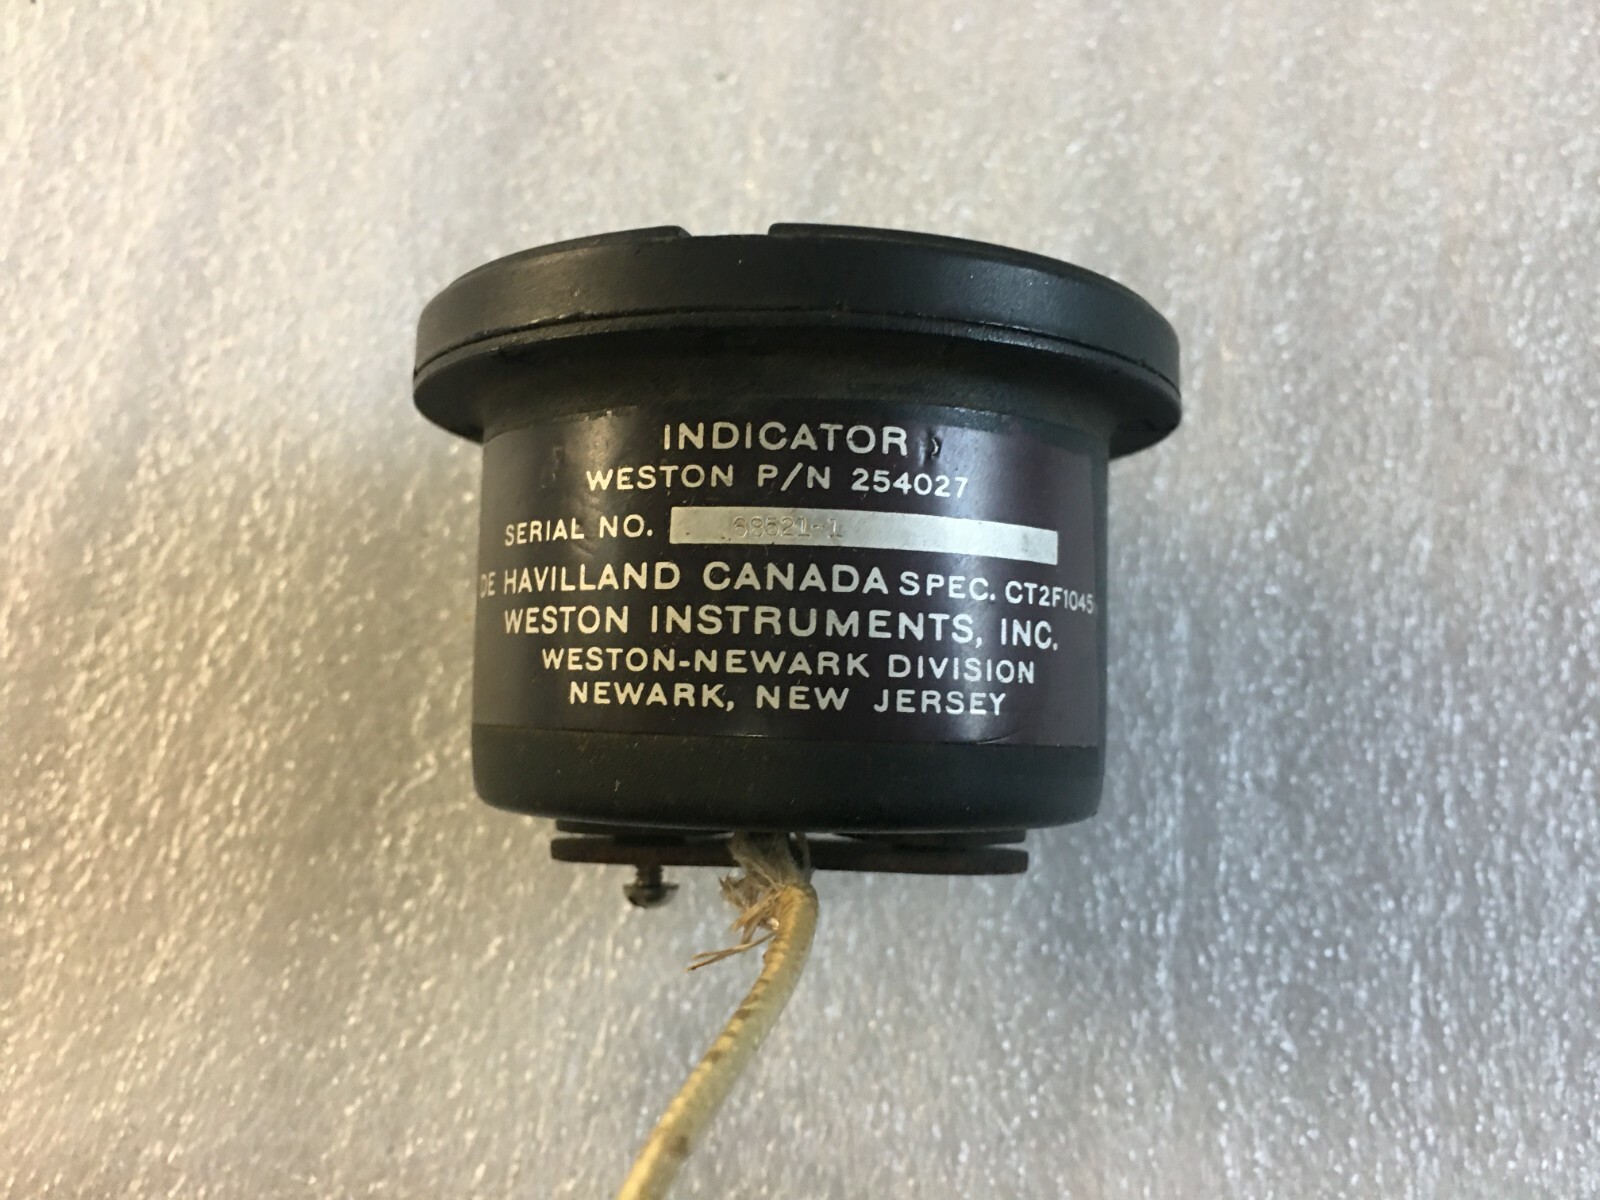 INDICATOR
WESTON P/N 254027
SERIAL NO. 68521-1
DE HAVILLAND CANADA SPEC. CT2F1045
WESTON INSTRUMENTS, INC.
WESTON-NEWARK DIVISION
NEWARK, NEW JERSEY